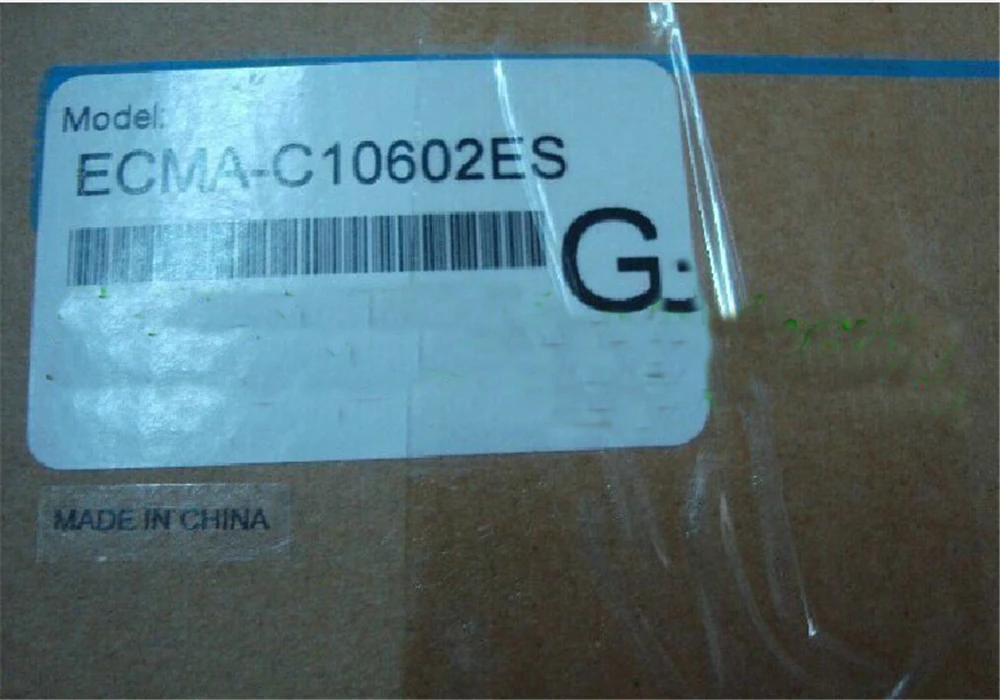 Model:
ECMA-C10602ES
G
MADE IN CHINA